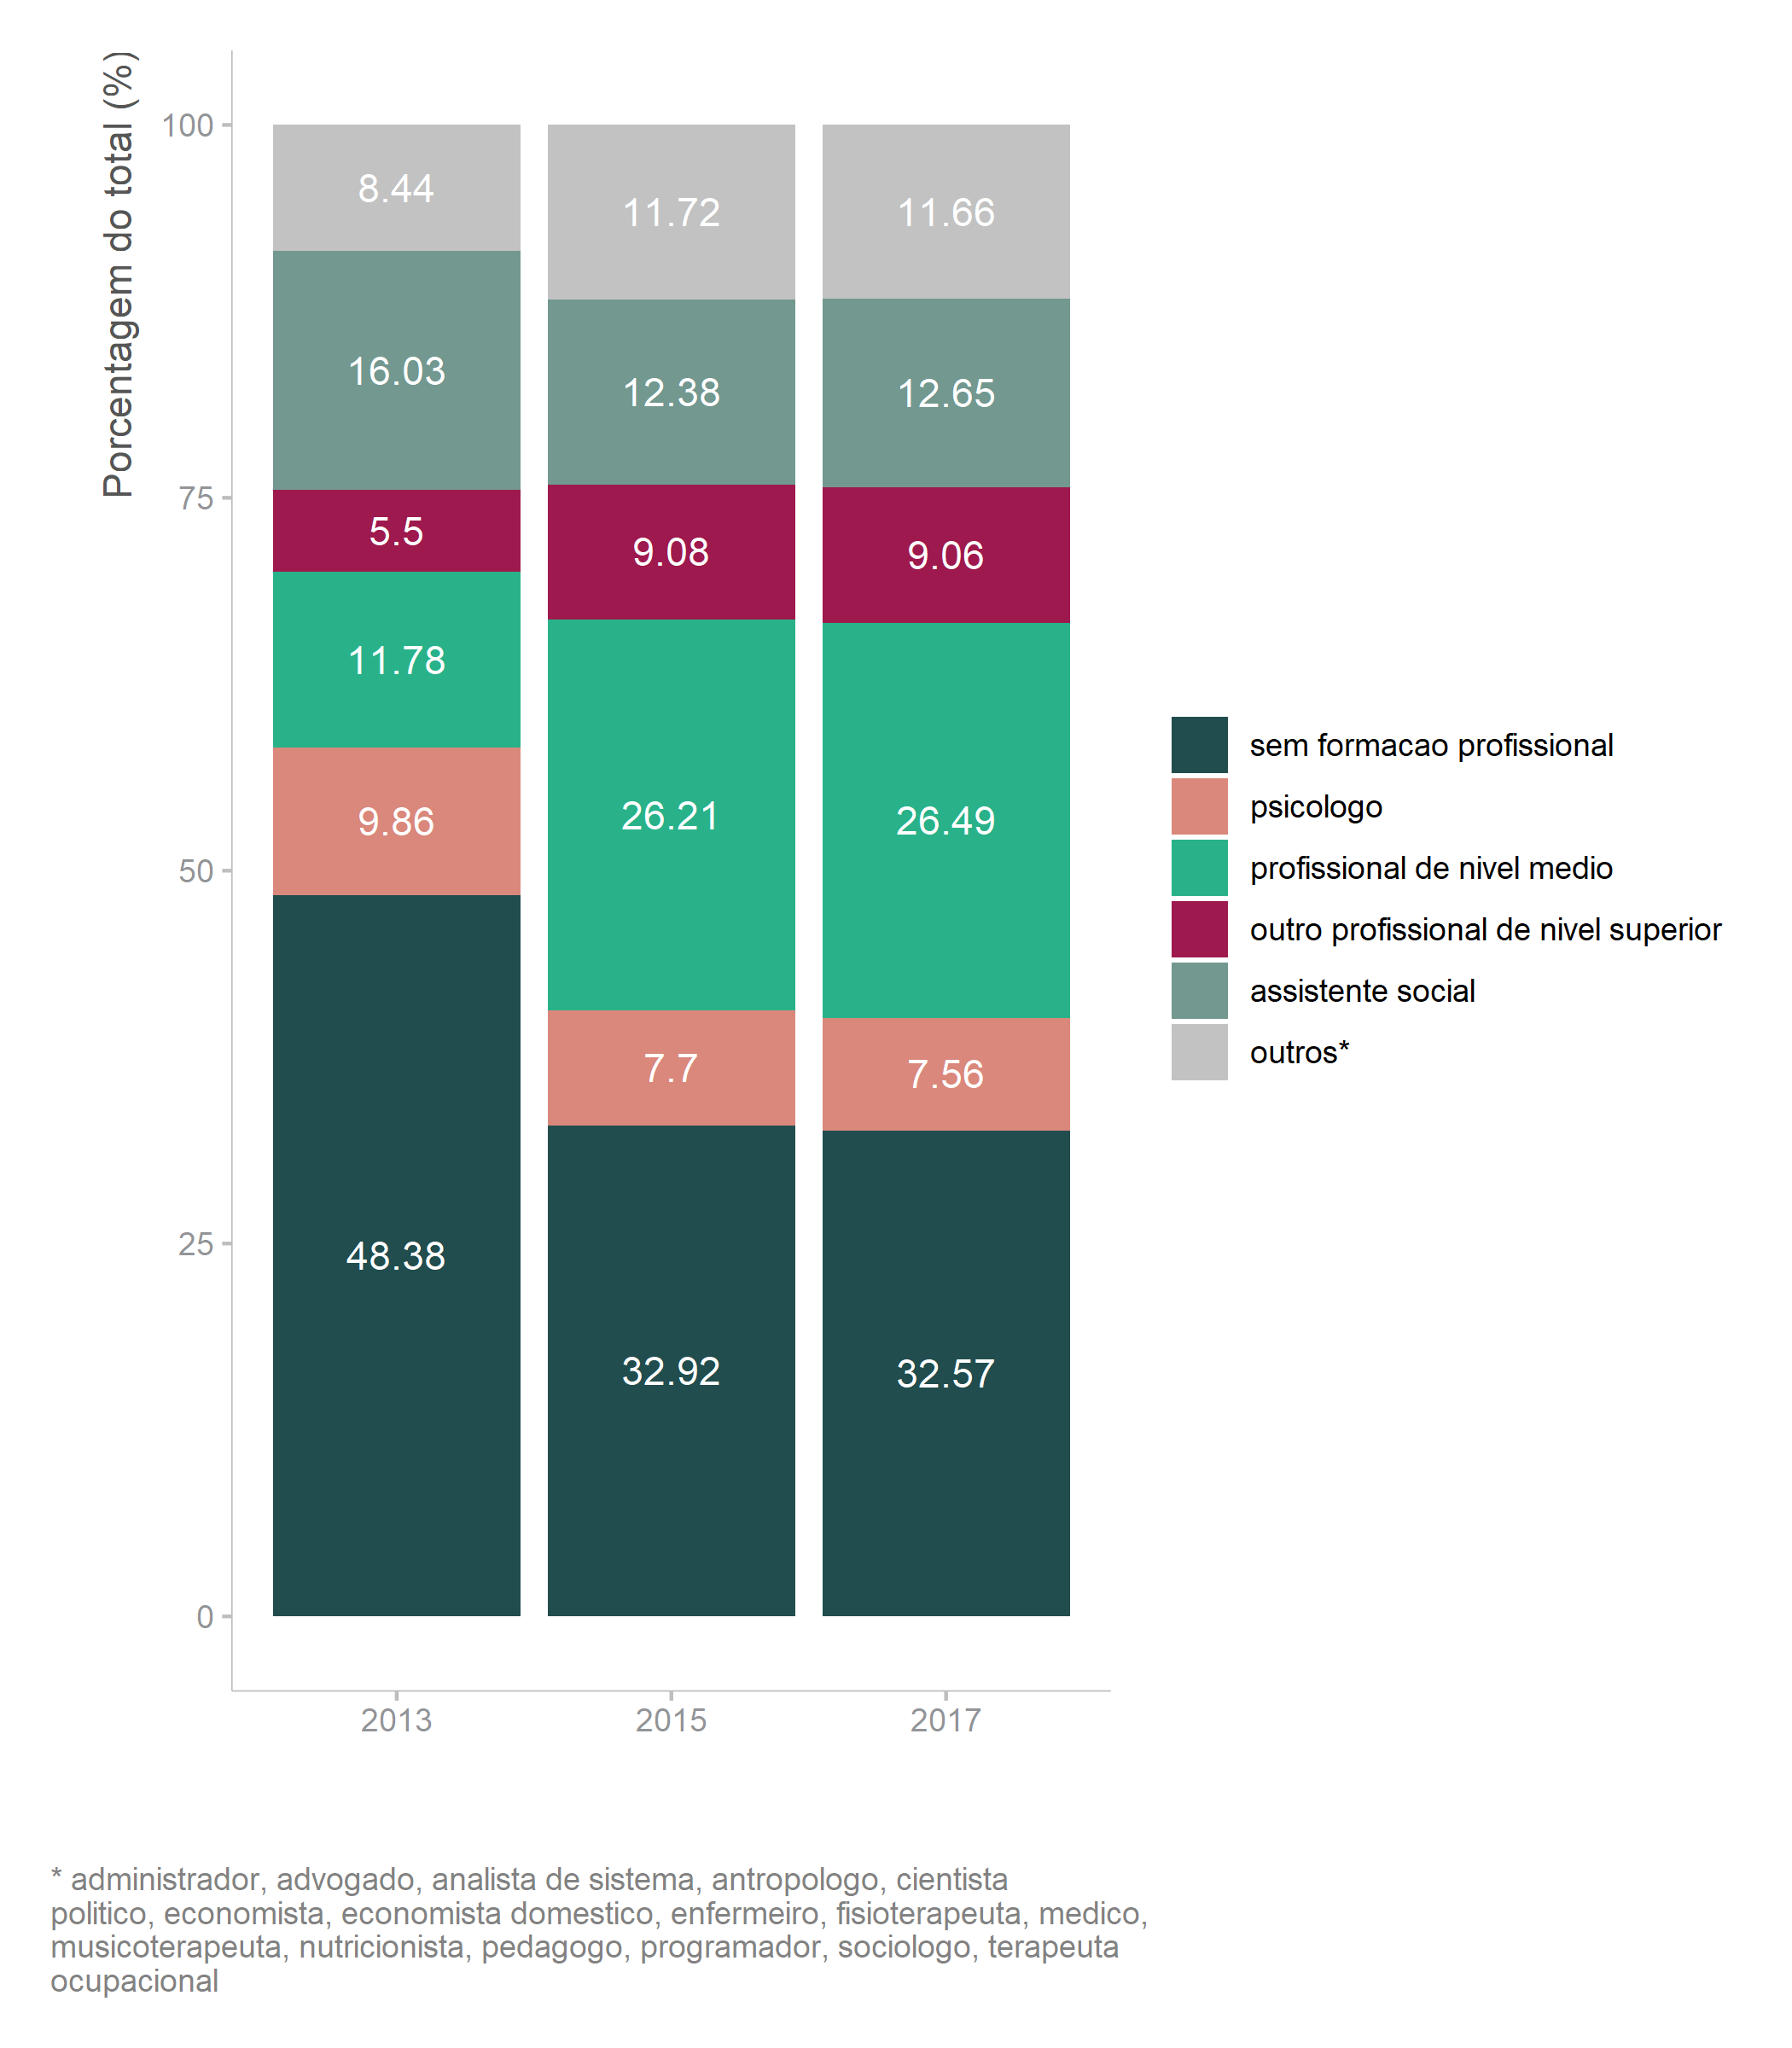 Porcentagem do total (%)
100
75
50
25
0
8.44
16.03
5.5
11.78
9.86
48.38
11.72
12.38
9.08
26.21
7.7
32.92
11.66
12.65
9.06
26.49
7.56
32.57
2013
2015
2017
sem formacao profissional
psicologo
profissional de nivel medio
outro profissional de nivel superior
assistente social
outros*
* administrador, advogado, analista de sistema, antropologo, cientista
politico, economista, economista domestico, enfermeiro, fisioterapeuta, medico,
musicoterapeuta, nutricionista, pedagogo, programador, sociologo, terapeuta
ocupacional